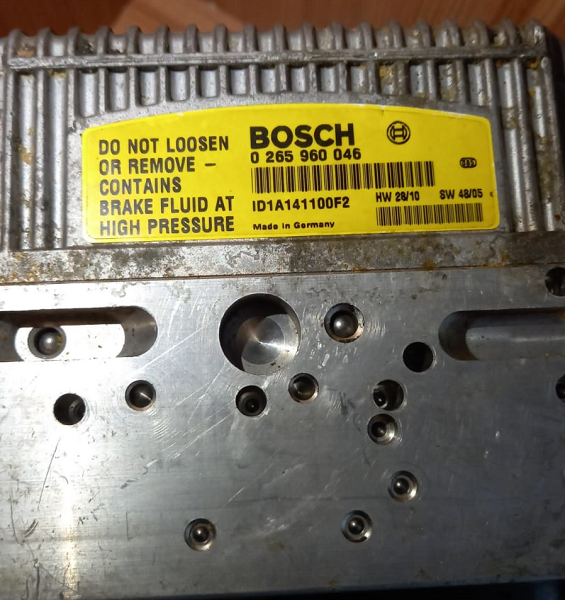 DO NOT LOOSEN
OR REMOVE –
CONTAINS
BRAKE FLUID AT
HIGH PRESSURE
BOSCH
0 265 960 046
ID1A141100F2
HW 28/10 SW 48/05
Made in Germany